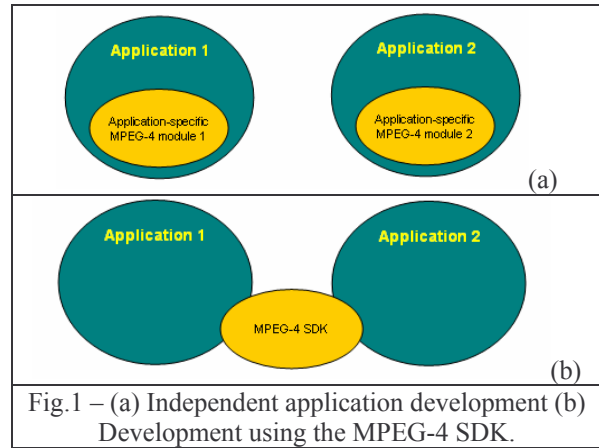 Application 1
Application 2
Application-specific
MPEG-4 module 1
Application-specific
MPEG-4 module 2
(a)
Application 1
Application 2
MPEG-4 SDK
(b)
Fig.1 – (a) Independent application development (b)
Development using the MPEG-4 SDK.